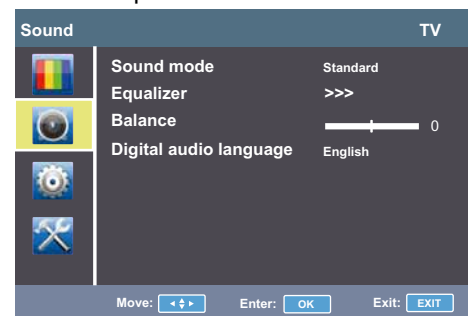 Sound TV
Sound mode Standard
Equalizer >>>
Balance 0
Digital audio language English
Move: Enter: OK Exit: EXIT